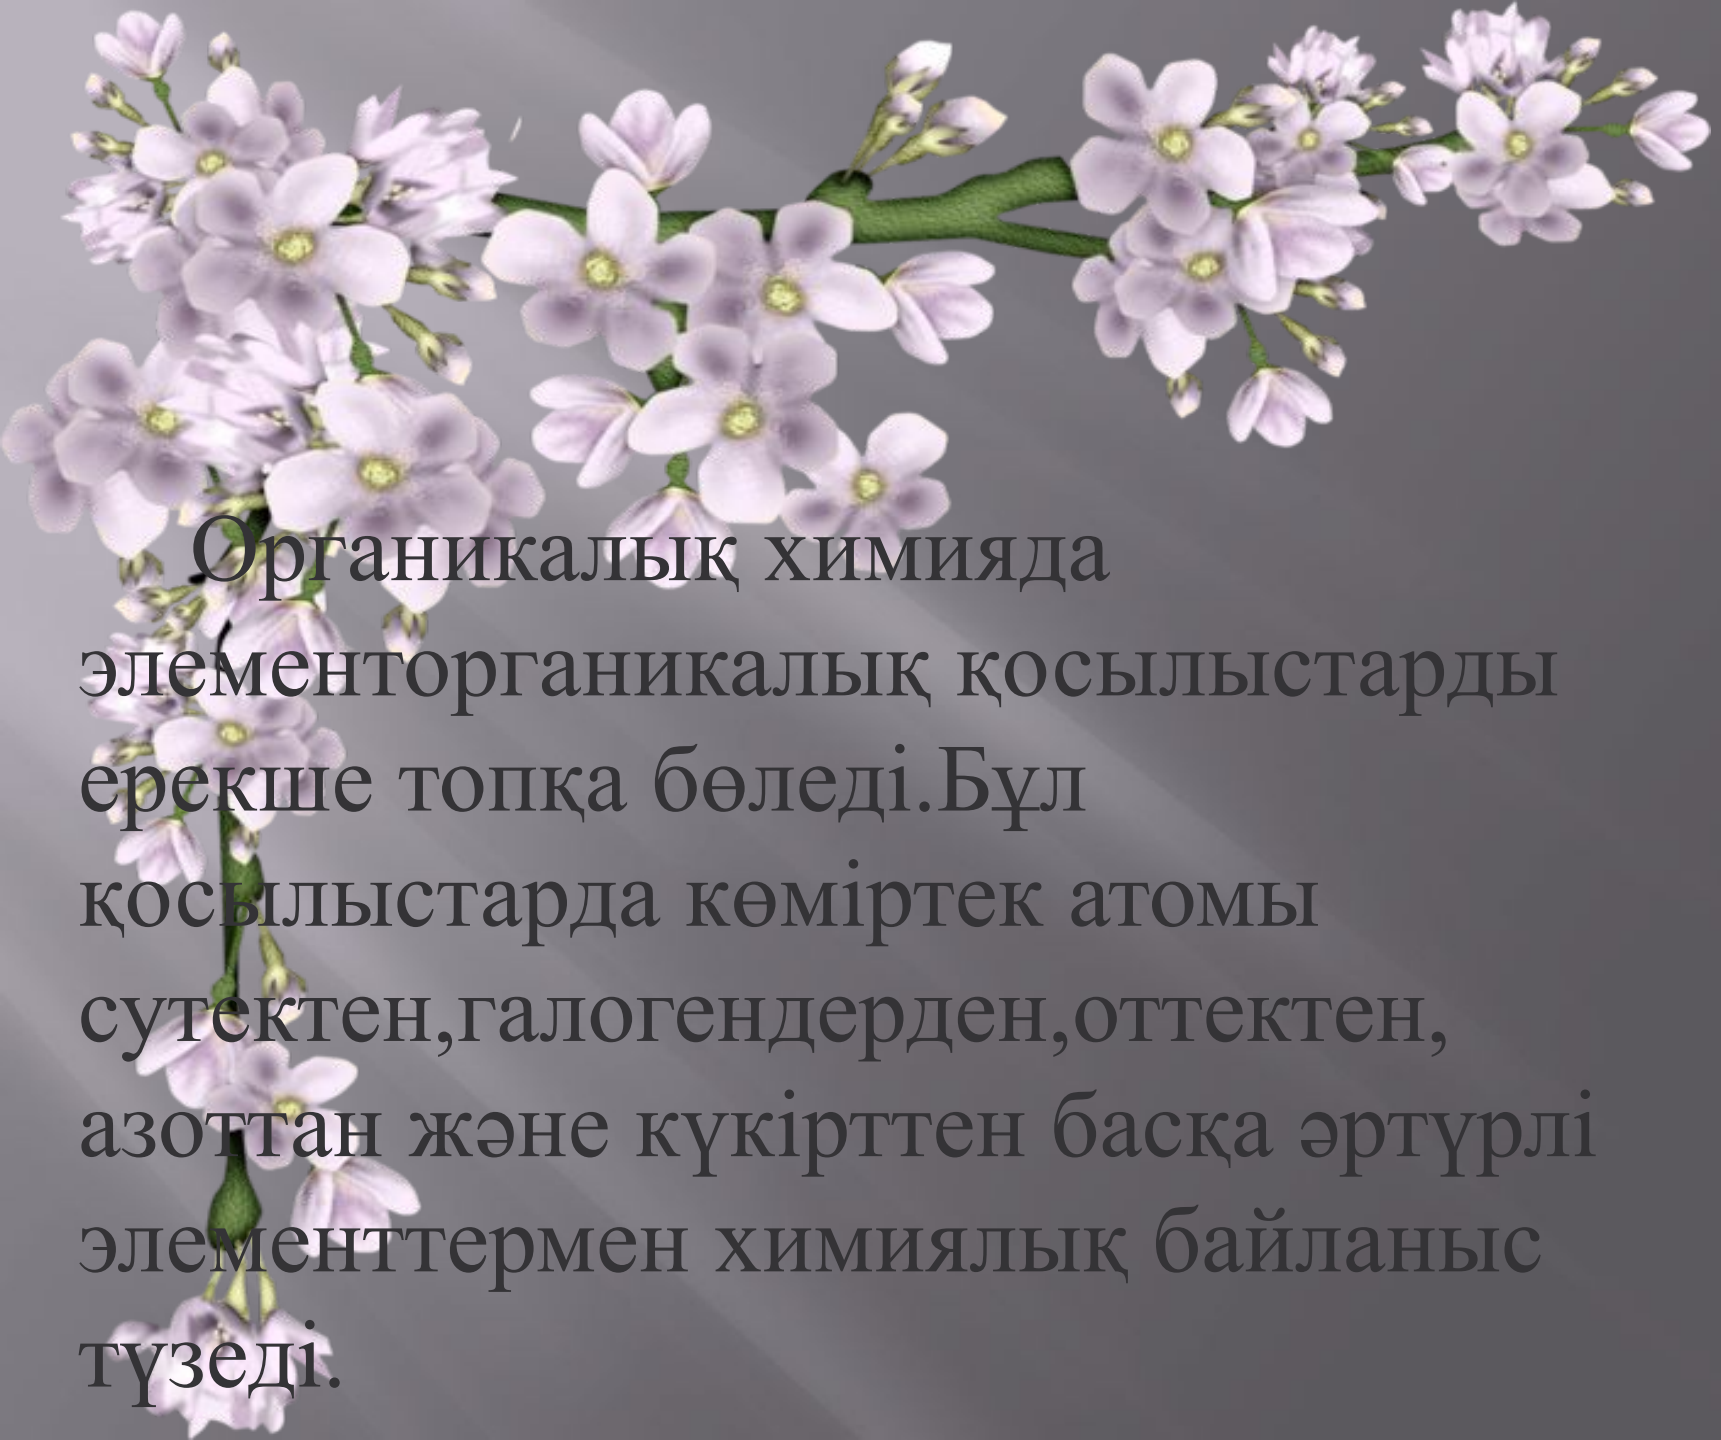 Органикалық химияда
элементорганикалық қосылыстарды
ерекше топқа бөледі.Бұл
қосылыстарда көміртек атомы
сутектен,галогендерден,оттектен,
азоттан және күкірттен басқа әртүрлі
элементтермен химиялық байланыс
түзеді.